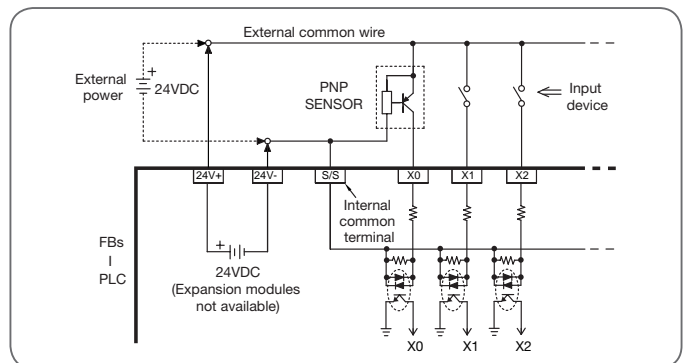 External common wire
External
power
+
24VDC
PNP
SENSOR
Input
device
24V+
24V-
S/S
X0
X1
X2
Internal
common
terminal
FBs
I
PLC
+
24VDC
(Expansion modules
not available)
X0
X1
X2